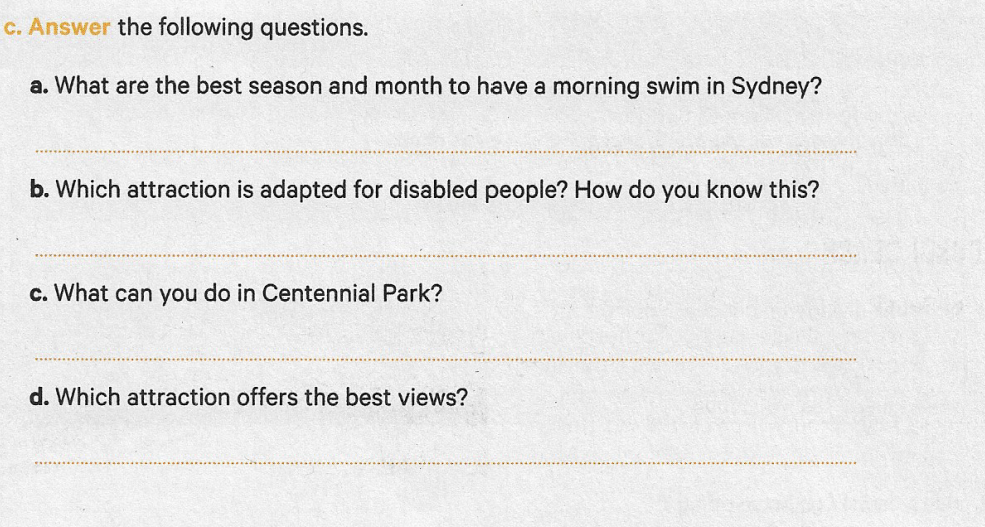 c. Answer the following questions.
a. What are the best season and month to have a morning swim in Sydney?
b. Which attraction is adapted for disabled people? How do you know this?
c. What can you do in Centennial Park?
d. Which attraction offers the best views?